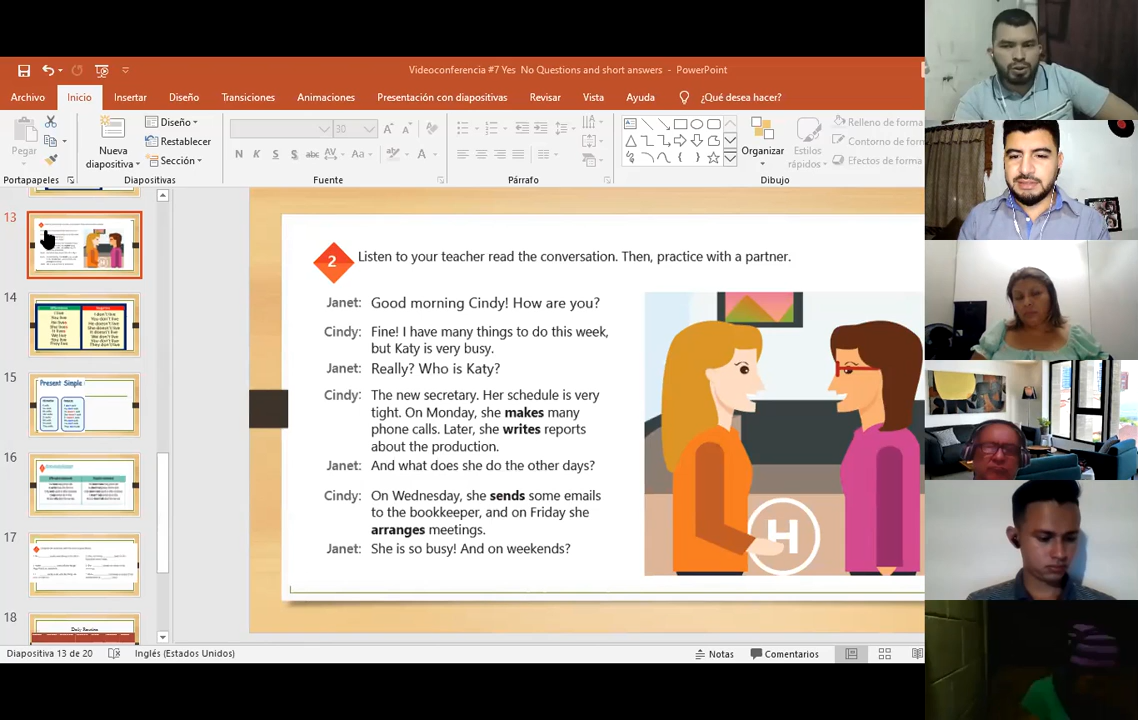 Videoconferencia #7 Yes No Questions and short answers - PowerPoint
Archivo Inicio Insertar Diseño Transiciones Animaciones Presentación con diapositivas Revisar Vista Ayuda ¿Qué desea hacer?
Pegar
Nueva
diapositiva
Diseño
Restablecer
Sección
30
N K S S abc AV Aa A
Organizar
Estilos
rápidos
Relleno de forma
Contorno de forma
Efectos de forma
Portapapeles Diapositivas Fuente Párrafo Dibujo
13
14
15
Present Simple
16
17
18
Daily Routine
2
Listen to your teacher read the conversation. Then, practice with a partner.
Janet: Good morning Cindy! How are you?
Cindy: Fine! I have many things to do this week,
but Katy is very busy.
Janet: Really? Who is Katy?
Cindy: The new secretary. Her schedule is very
tight. On Monday, she makes many
phone calls. Later, she writes reports
about the production.
Janet: And what does she do the other days?
Cindy: On Wednesday, she sends some emails
to the bookkeeper, and on Friday she
arranges meetings.
Janet: She is so busy! And on weekends?
H
Diapositiva 13 de 20 Inglés (Estados Unidos) Notas Comentarios